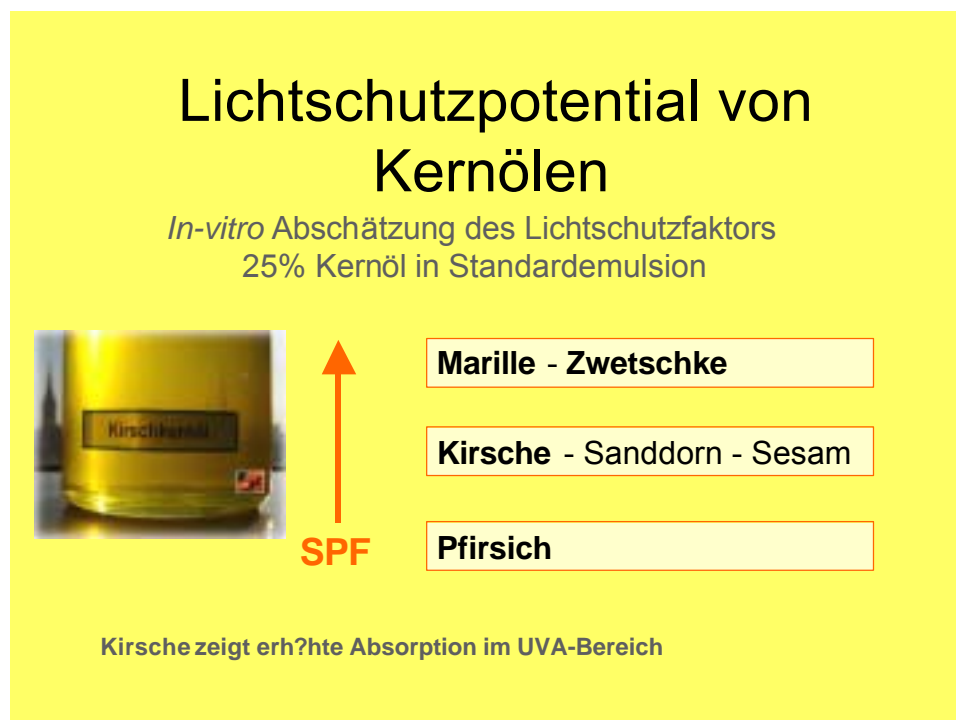 Lichtschutzpotential von
Kernölen
In-vitro Abschätzung des Lichtschutzfaktors
25% Kernöl in Standardemulsion
Marille - Zwetschke
Kirschkernöl
Kirsche - Sanddorn - Sesam
SPF
Pfirsich
Kirsche zeigt erh?hte Absorption im UVA-Bereich